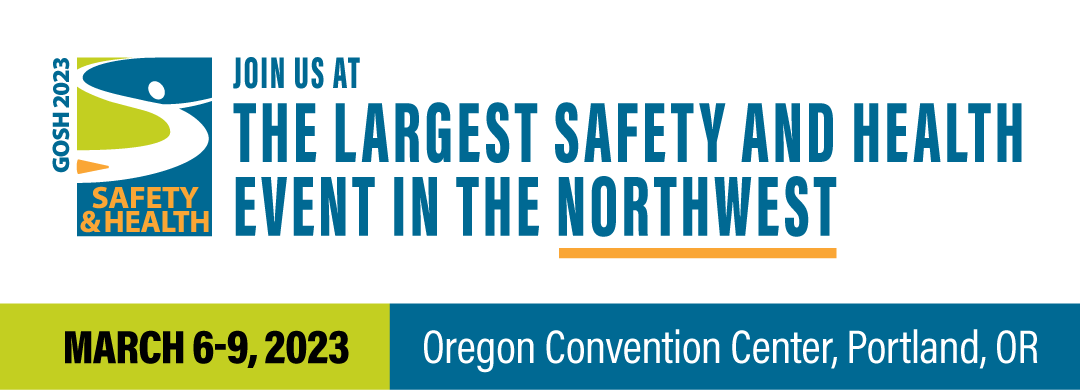 GOSH 2023
SAFETY
& HEALTH
JOIN US AT
THE LARGEST SAFETY AND HEALTH
EVENT IN THE NORTHWEST
MARCH 6-9, 2023
Oregon Convention Center, Portland, OR